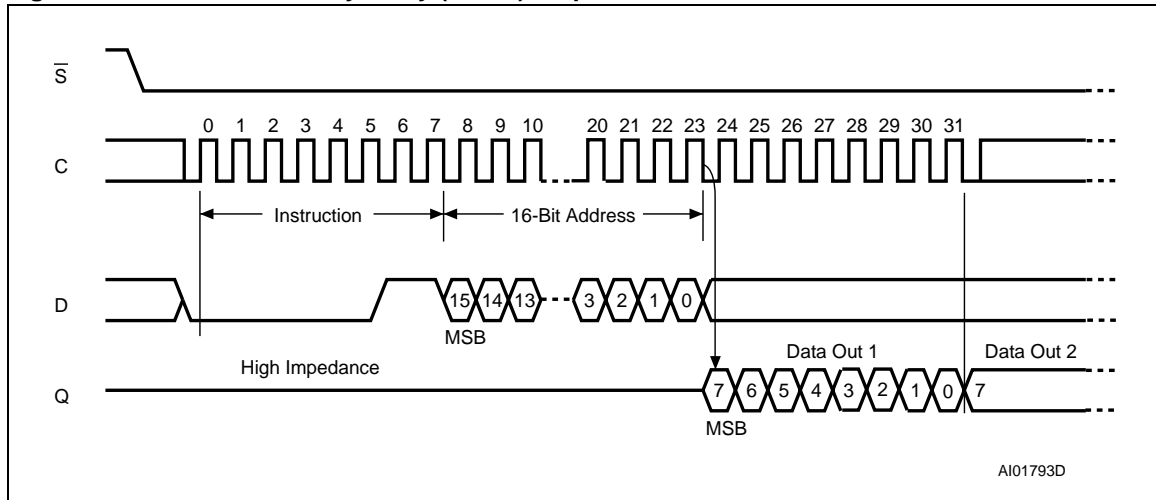 S
0 1 2 3 4 5 6 7 8 9 10 20 21 22 23 24 25 26 27 28 29 30 31
C
Instruction 16-Bit Address
D
15 14 13 3 2 1 0
MSB
High Impedance Data Out 1 Data Out 2
Q
7 6 5 4 3 2 1 0 7
MSB
AI01793D